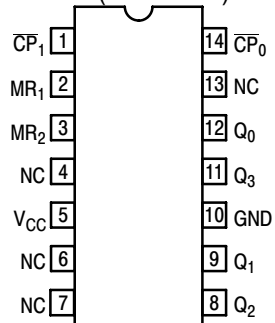 CP₁ 1 14 CP₀
MR₁ 2 13 NC
MR₂ 3 12 Q₀
NC 4 11 Q₃
V_CC 5 10 GND
NC 6 9 Q₁
NC 7 8 Q₂